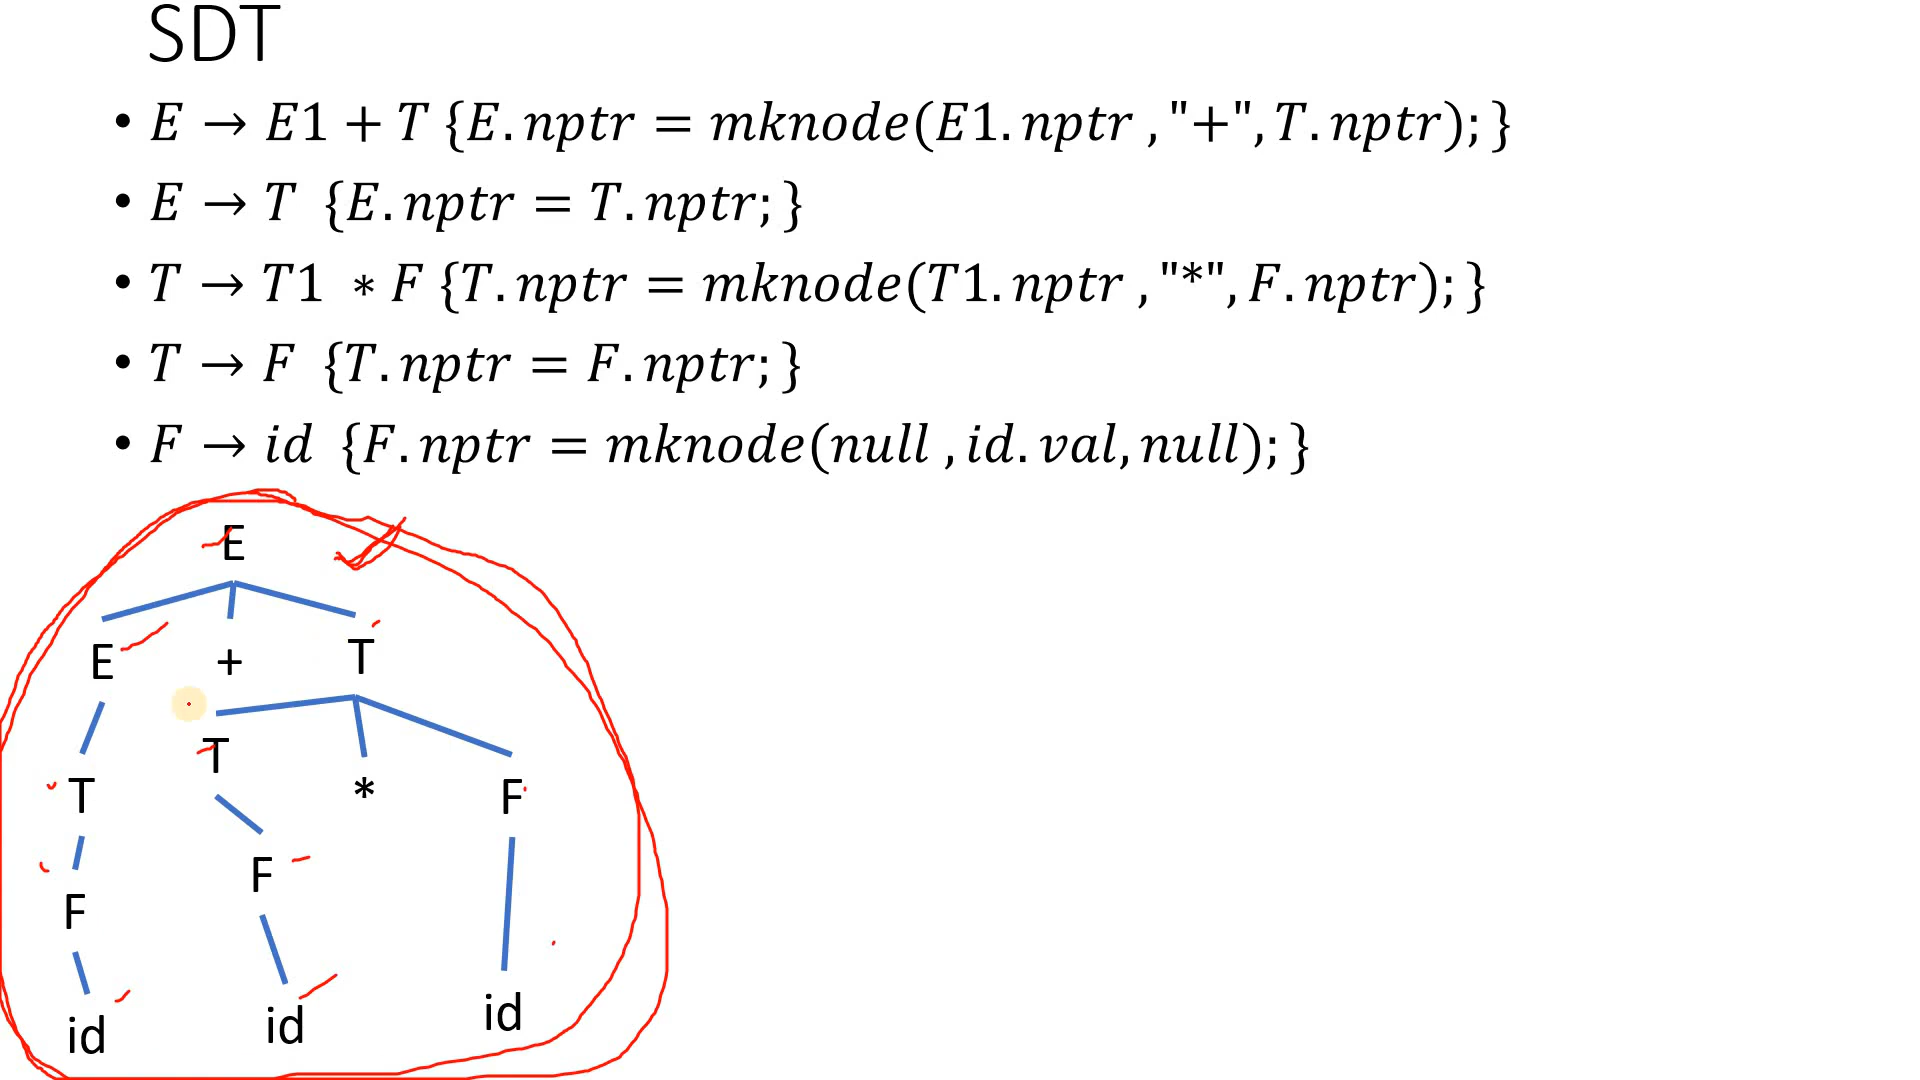 SDT
• E → E1 + T {E.nptr = mknode(E1.nptr ,"+",T.nptr);}
• E → T {E.nptr = T.nptr;}
• T → T1 * F {T.nptr = mknode(T1.nptr ,"*",F.nptr);}
• T → F {T.nptr = F.nptr;}
• F → id {F.nptr = mknode(null ,id.val,null);}
E
E + T
T * F
T
F
F
id id id